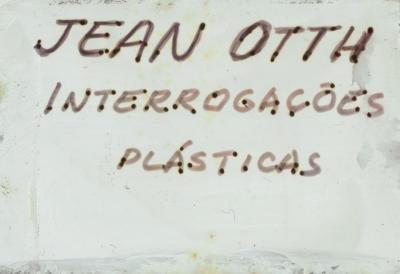 JEAN OTTH
INTERROGAÇÕES
PLÁSTICAS